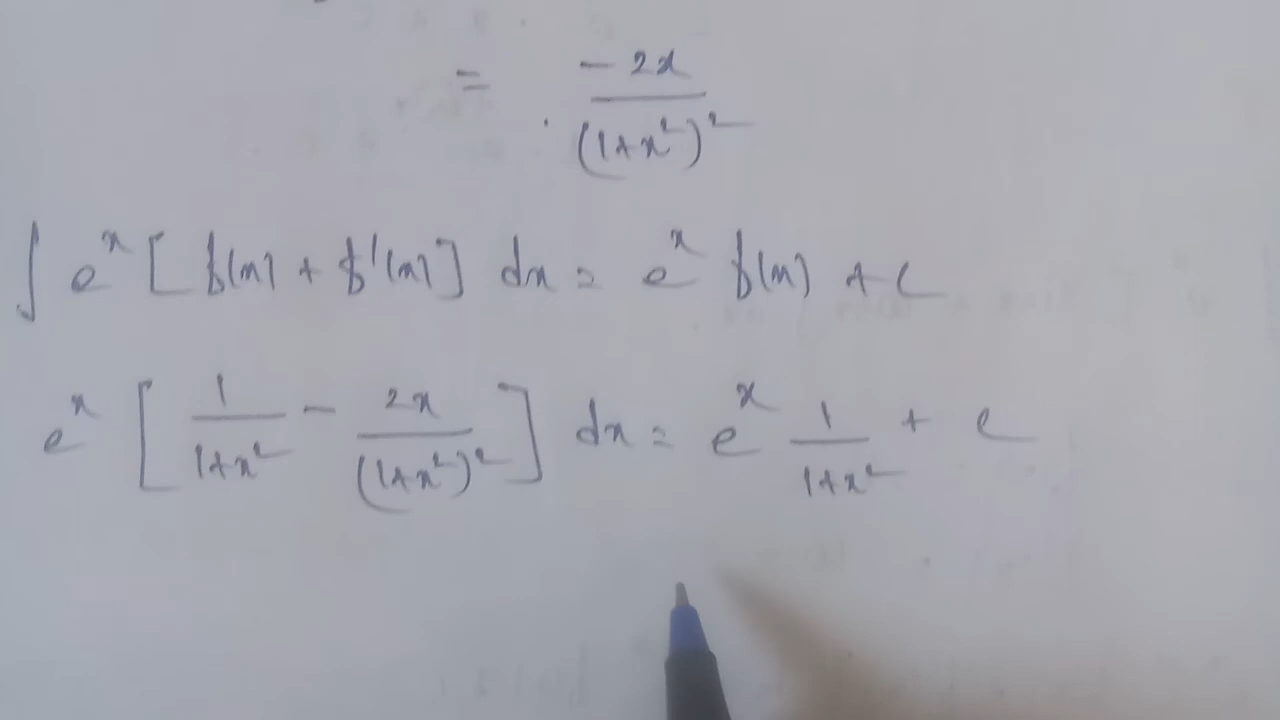 = -2x/(1+x²)²
∫ eˣ [f(x) + f'(x)] dx = eˣ f(x) + c
eˣ [1/(1+x²) - 2x/(1+x²)²] dx = eˣ 1/(1+x²) + c